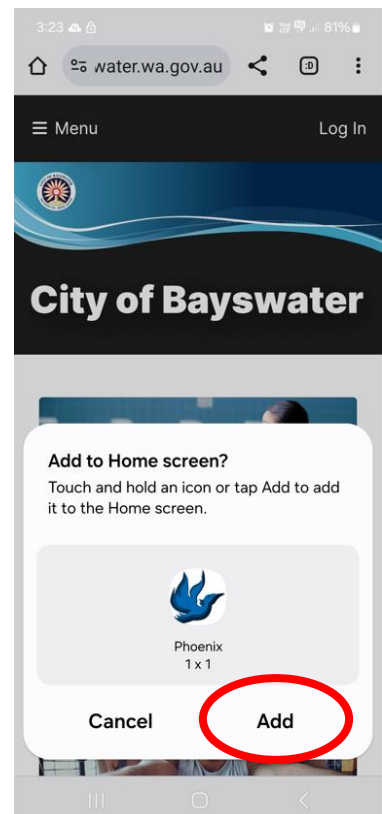 3:23 81%
water.wa.gov.au :D
Menu Log In
City of Bayswater
Add to Home screen?
Touch and hold an icon or tap Add to add
it to the Home screen.
Phoenix
1 x 1
Cancel Add